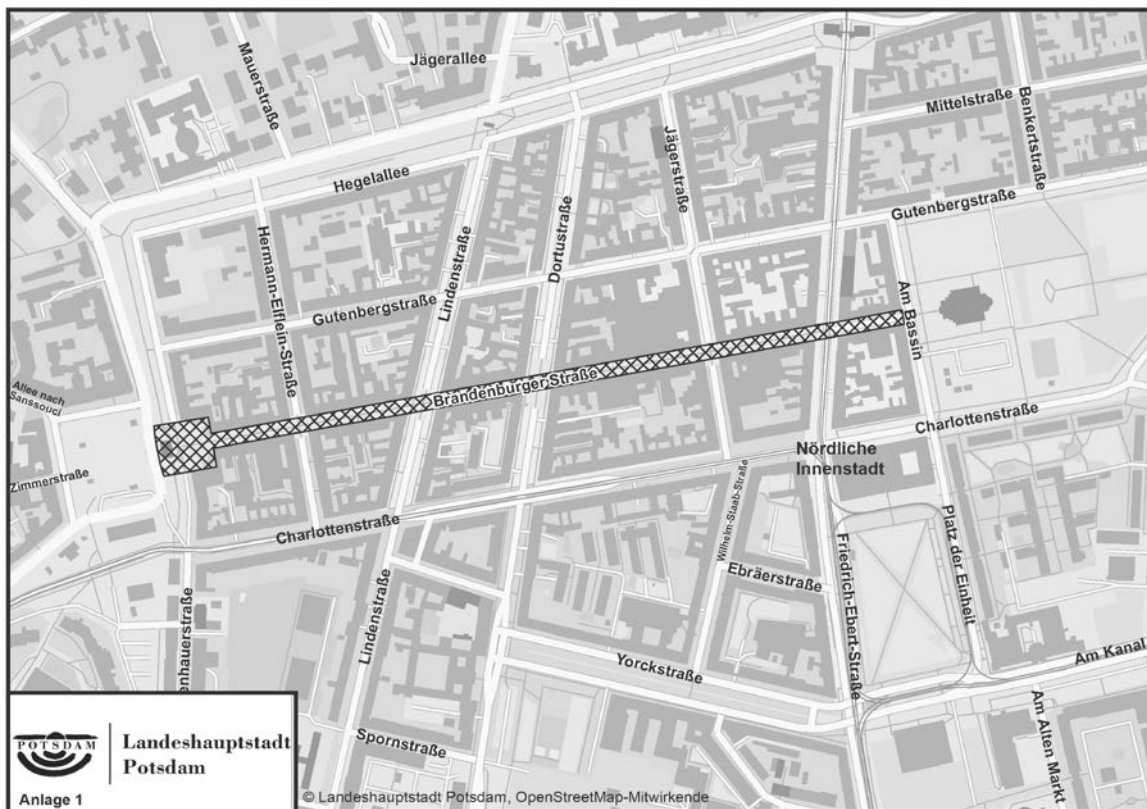 Jägerallee
Mauerstraße
Mittelstraße
Benkertstraße
Jägerstraße
Hegelallee
Gutenbergstraße
Hermann-Elflein-Straße
Lindenstraße
Dortustraße
Gutenbergstraße
Am Bassin
Brandenburger Straße
Allee nach
Sanssouci
Zimmerstraße
Charlottenstraße
Nördliche
Innenstadt
Wilhelm-Staab-Straße
Charlottenstraße
Platz der Einheit
Ebräerstraße
Friedrich-Ebert-Straße
Lindenstraße
enhauerstraße
Yorckstraße
Am Kanal
Am Alten Markt
Spornstraße
POTSDAM
Landeshauptstadt
Potsdam
Anlage 1
© Landeshauptstadt Potsdam, OpenStreetMap-Mitwirkende